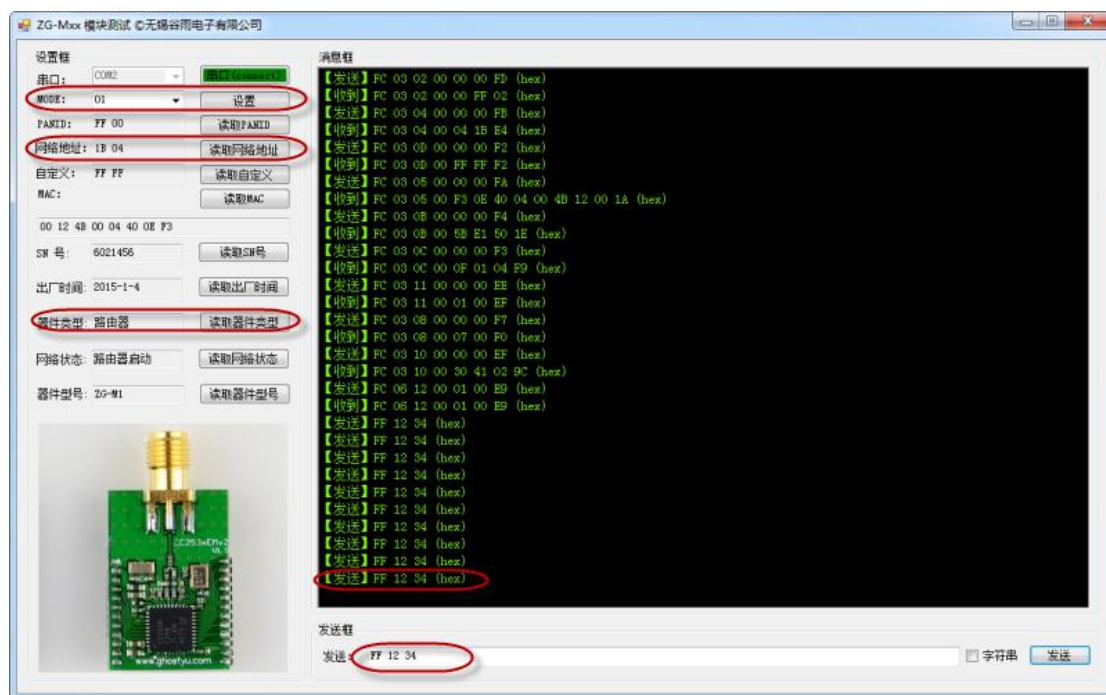 ZG-Mxx 模块测试 ©无锡谷雨电子有限公司
设置框
串口: COM2 串口(connect)
MODE: 01 设置
PANID: FF 00 读取PANID
网络地址: 1B 04 读取网络地址
自定义: FF FF 读取自定义
MAC: 读取MAC
00 12 4B 00 04 40 0E F3
SN 号: 6021456 读取SN号
出厂时间: 2015-1-4 读取出厂时间
器件类型: 路由器 读取器件类型
网络状态: 路由器启动 读取网络状态
器件型号: ZG-M1 读取器件型号
CC253xEMv2
V1.
www.ghostyu.com
消息框
【发送】FC 03 02 00 00 00 FD (hex)
【收到】FC 03 02 00 00 FF 02 (hex)
【发送】FC 03 04 00 00 00 FB (hex)
【收到】FC 03 04 00 04 1B E4 (hex)
【发送】FC 03 0D 00 00 00 F2 (hex)
【收到】FC 03 0D 00 FF FF F2 (hex)
【发送】FC 03 05 00 00 00 FA (hex)
【收到】FC 03 05 00 F3 0E 40 04 00 4B 12 00 1A (hex)
【发送】FC 03 0B 00 00 00 F4 (hex)
【收到】FC 03 0B 00 5B E1 50 1E (hex)
【发送】FC 03 0C 00 00 00 F3 (hex)
【收到】FC 03 0C 00 0F 01 04 F9 (hex)
【发送】FC 03 11 00 00 00 EE (hex)
【收到】FC 03 11 00 01 00 EF (hex)
【发送】FC 03 08 00 00 00 F7 (hex)
【收到】FC 03 08 00 07 00 F0 (hex)
【发送】FC 03 10 00 00 00 EF (hex)
【收到】FC 03 10 00 30 41 02 9C (hex)
【发送】FC 06 12 00 01 00 E9 (hex)
【收到】FC 06 12 00 01 00 E9 (hex)
【发送】FF 12 34 (hex)
【发送】FF 12 34 (hex)
【发送】FF 12 34 (hex)
【发送】FF 12 34 (hex)
【发送】FF 12 34 (hex)
【发送】FF 12 34 (hex)
【发送】FF 12 34 (hex)
【发送】FF 12 34 (hex)
【发送】FF 12 34 (hex)
【发送】FF 12 34 (hex)
发送框
发送: FF 12 34 字符串 发送